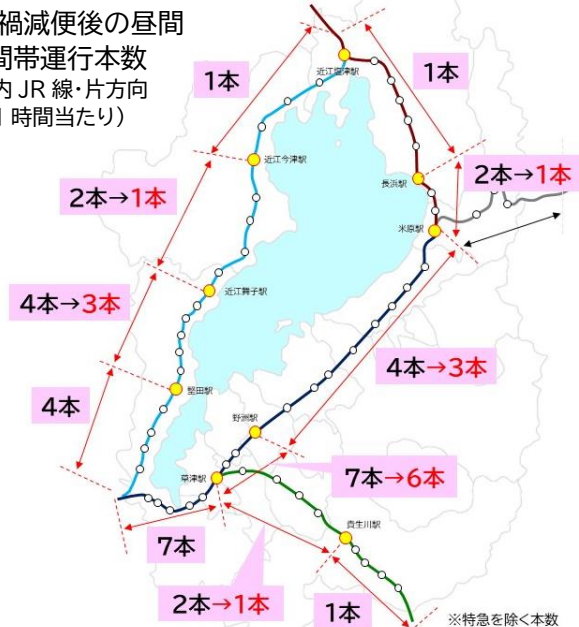 禍減便後の昼間
間帯運行本数
内JR線・片方向
時間当たり）
近江塩津駅
1本
1本
近江今津駅
2本→1本
長浜駅
2本→1本
米原駅
近江舞子駅
4本→3本
4本→3本
堅田駅
4本
野洲駅
草津駅
7本→6本
7本
貴生川駅
2本→1本
1本
※特急を除く本数